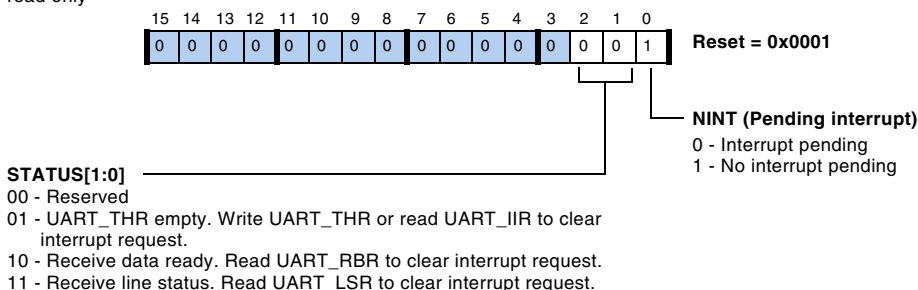 read only
15 14 13 12 11 10 9 8 7 6 5 4 3 2 1 0
0 0 0 0 0 0 0 0 0 0 0 0 0 0 0 1
Reset = 0x0001
NINT (Pending interrupt)
0 - Interrupt pending
1 - No interrupt pending
STATUS[1:0]
00 - Reserved
01 - UART_THR empty. Write UART_THR or read UART_IIR to clear
interrupt request.
10 - Receive data ready. Read UART_RBR to clear interrupt request.
11 - Receive line status. Read UART_LSR to clear interrupt request.